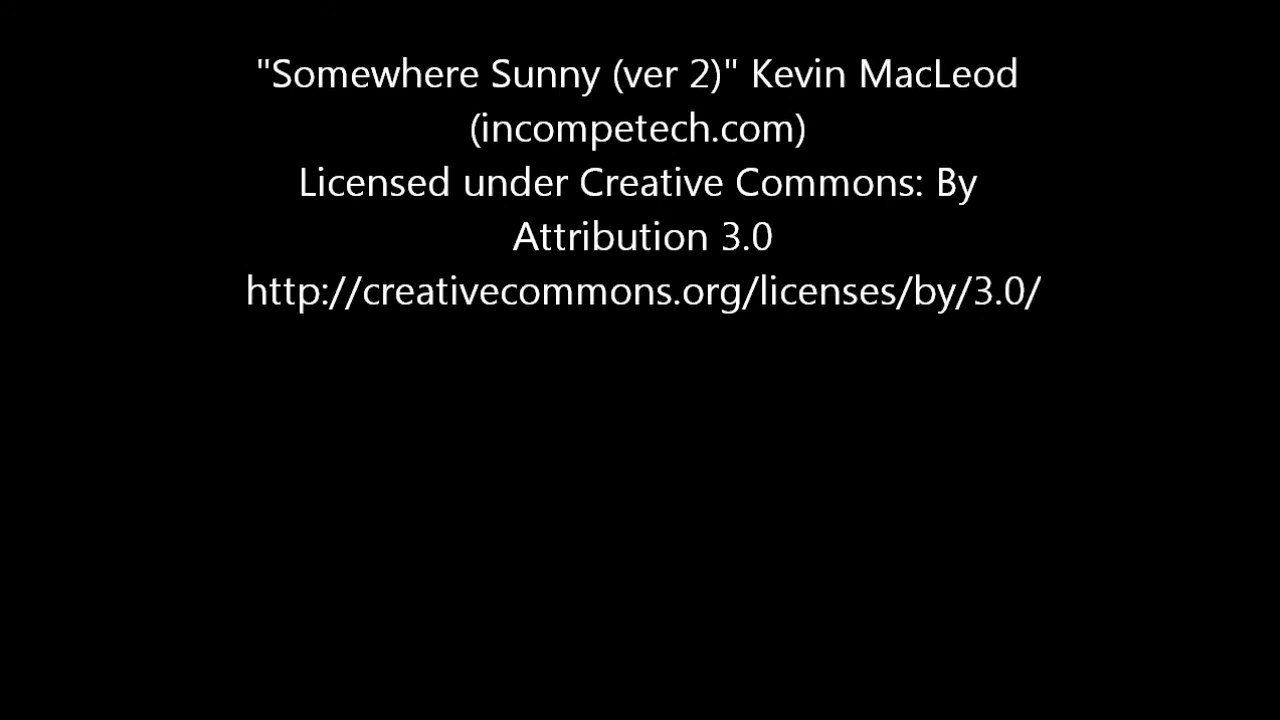 "Somewhere Sunny (ver 2)" Kevin MacLeod
(incompetech.com)
Licensed under Creative Commons: By
Attribution 3.0
http://creativecommons.org/licenses/by/3.0/